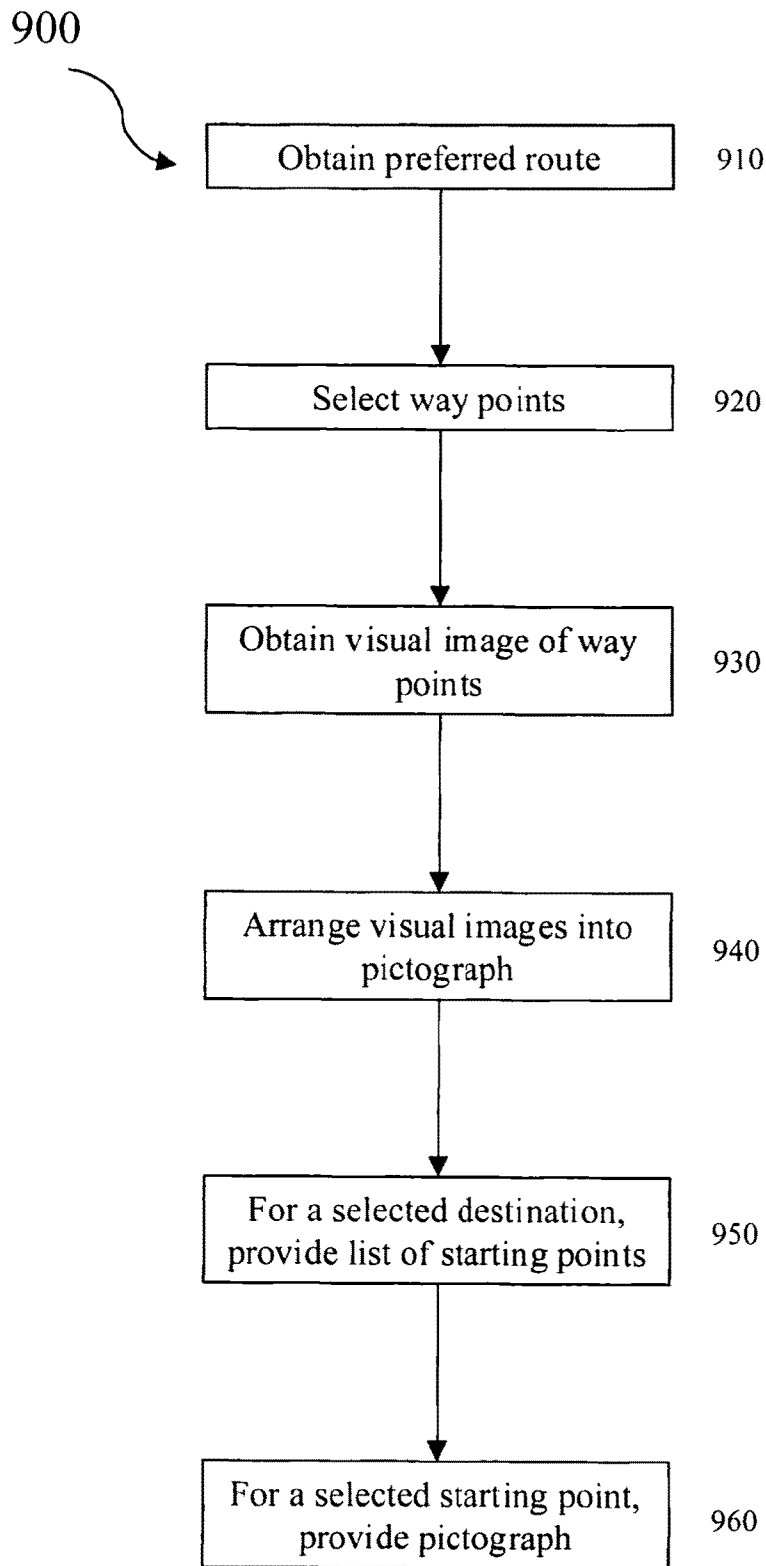 900
Obtain preferred route 910
Select way points 920
Obtain visual image of way
points
930
Arrange visual images into
pictograph
940
For a selected destination,
provide list of starting points
950
For a selected starting point,
provide pictograph
960